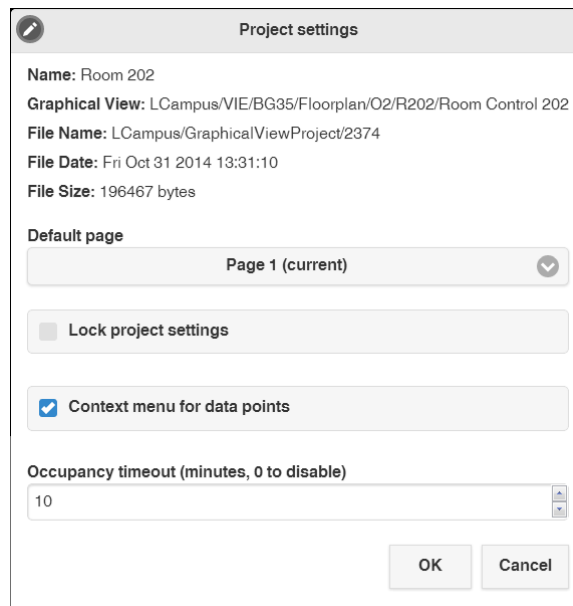 Project settings
Name: Room 202
Graphical View: LCampus/VIE/BG35/Floorplan/O2/R202/Room Control 202
File Name: LCampus/GraphicalViewProject/2374
File Date: Fri Oct 31 2014 13:31:10
File Size: 196467 bytes
Default page
Page 1 (current)
Lock project settings
Context menu for data points
Occupancy timeout (minutes, 0 to disable)
10
OK Cancel